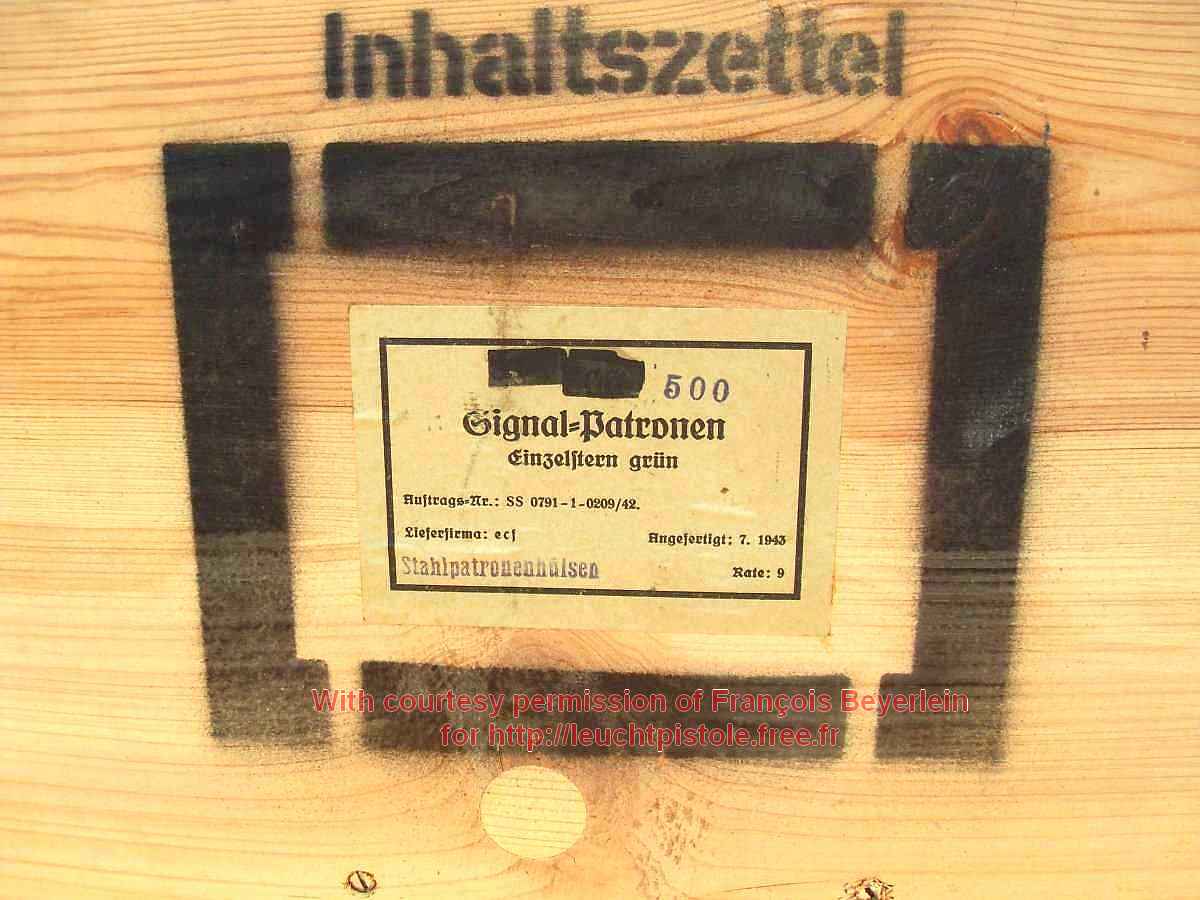 Inhaltszettel
500
Signal-Patronen
Einzelstern grün
Auftrags-Nr.: SS 0791-1-0209/42.
Lieferfirma: ecf
Angefertigt: 7. 1943
Stahlpatronenhülsen
Rate: 9
With courtesy permission of François Beyerlein
for http://leuchtpistole.free.fr